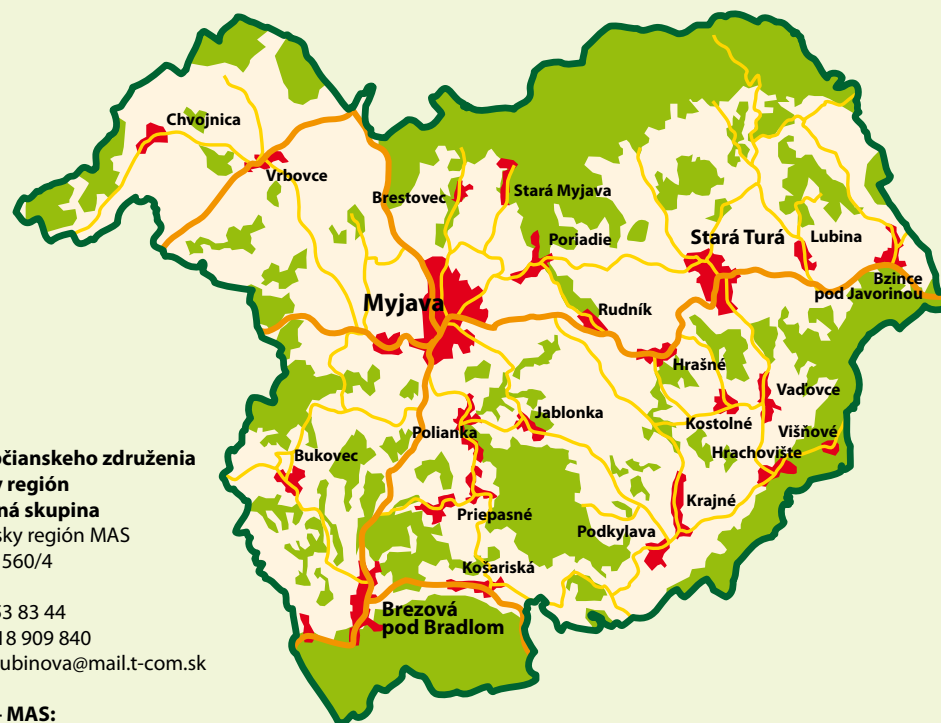 Chvojnica
Vrbovce
Brestovec
Stará Myjava
Poriadie
Stará Turá
Lubina
Bzince
pod Javorinou
Myjava
Rudník
Hrašné
Vaďovce
Kostolné
Višňové
Hrachovište
Jablonka
Polianka
Bukovec
Krajné
Priepasné
Podkylava
Košariská
Brezová
pod Bradlom
očianskeho združenia
y región
ná skupina
sky región MAS
560/4
53 83 44
18 909 840
ubinova@mail.t-com.sk
- MAS: